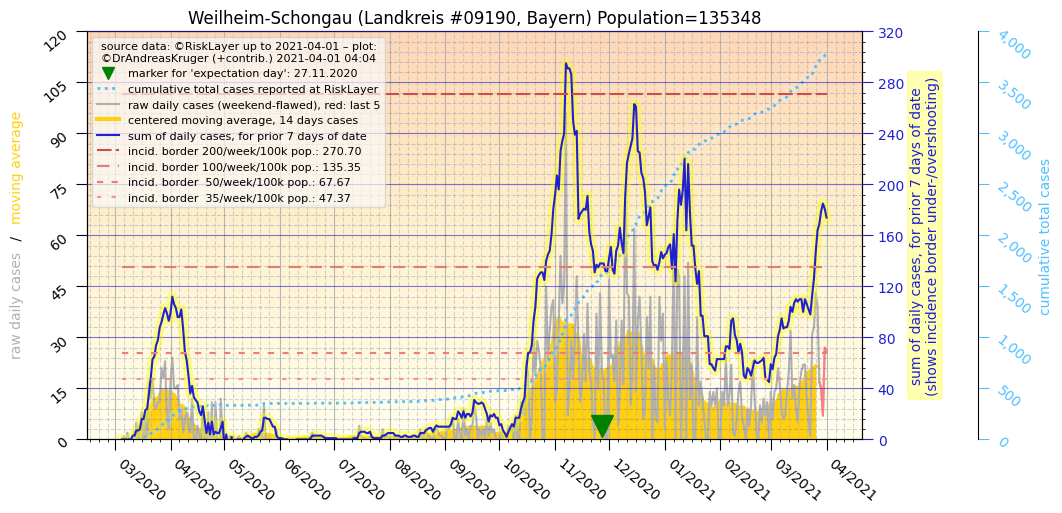 Weilheim-Schongau (Landkreis #09190, Bayern) Population=135348
source data: ©RiskLayer up to 2021-04-01 – plot:
©DrAndreasKruger (+contrib.) 2021-04-01 04:04
marker for 'expectation day': 27.11.2020
cumulative total cases reported at RiskLayer
raw daily cases (weekend-flawed), red: last 5
centered moving average, 14 days cases
sum of daily cases, for prior 7 days of date
incid. border 200/week/100k pop.: 270.70
incid. border 100/week/100k pop.: 135.35
incid. border  50/week/100k pop.: 67.67
incid. border  35/week/100k pop.: 47.37
raw daily cases  /  moving average
120
105
90
75
60
45
30
15
0
03/2020
04/2020
05/2020
06/2020
07/2020
08/2020
09/2020
10/2020
11/2020
12/2020
01/2021
02/2021
03/2021
04/2021
320
280
240
200
160
120
80
40
0
sum of daily cases, for prior 7 days of date
(shows incidence border under-/overshooting)
4,000
3,500
3,000
2,500
2,000
1,500
1,000
500
0
cumulative total cases